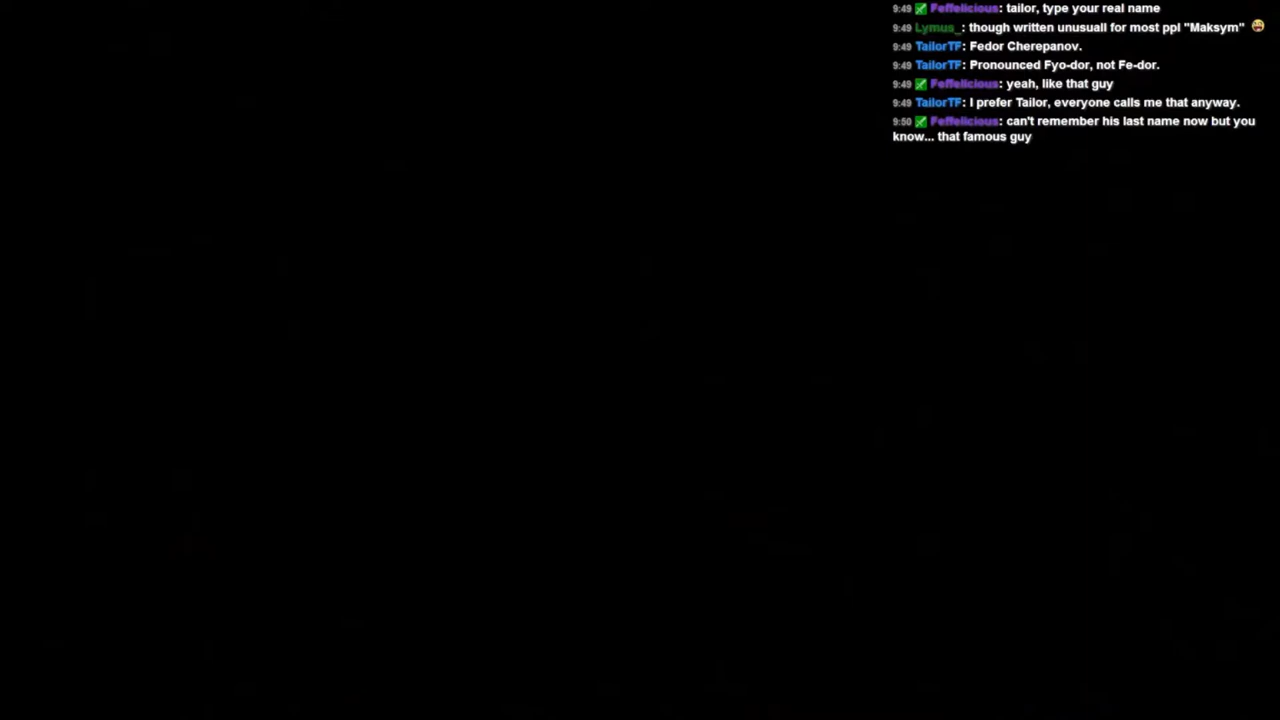 9:49 Feffelicious: tailor, type your real name
9:49 Lymus_: though written unusuall for most ppl "Maksym"
9:49 TailorTF: Fedor Cherepanov.
9:49 TailorTF: Pronounced Fyo-dor, not Fe-dor.
9:49 Feffelicious: yeah, like that guy
9:49 TailorTF: I prefer Tailor, everyone calls me that anyway.
9:50 Feffelicious: can't remember his last name now but you
know... that famous guy